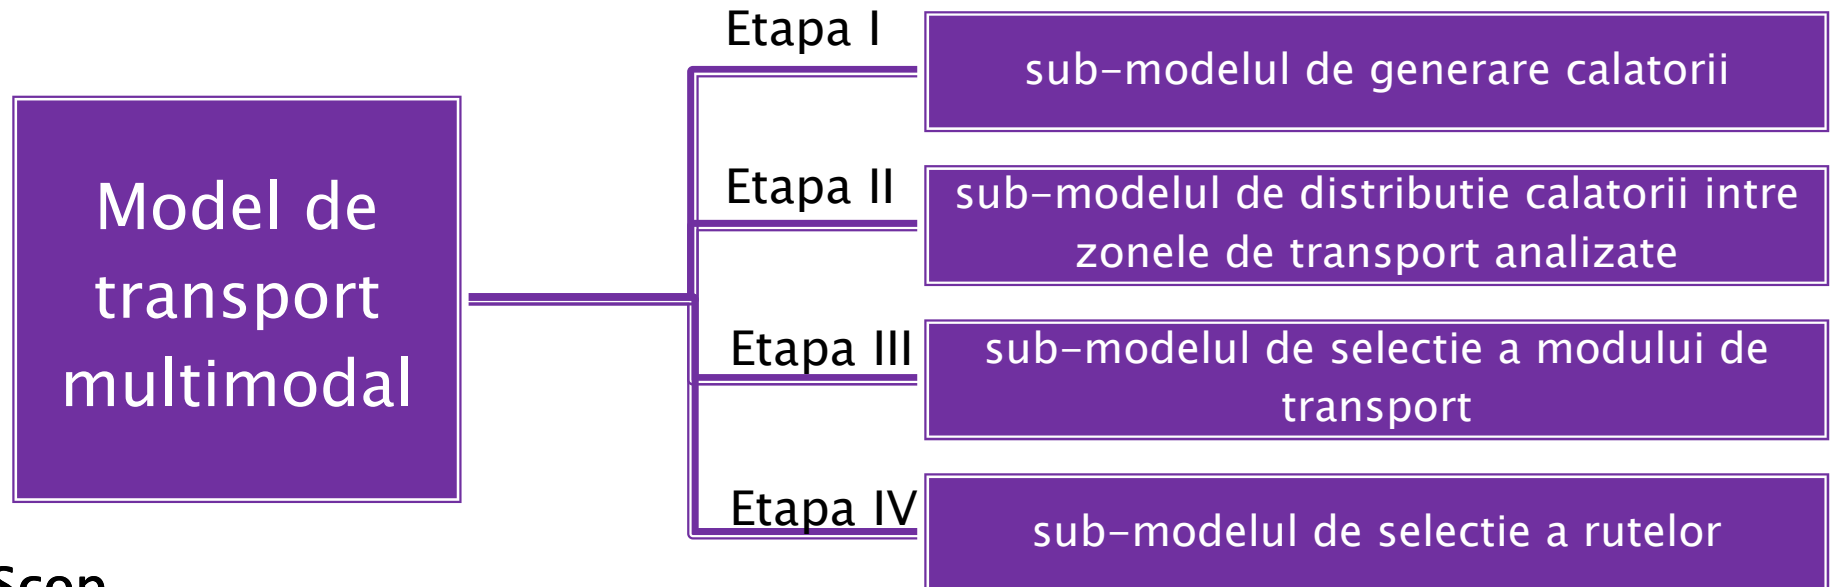 Model de
transport
multimodal
Etapa I
sub-modelul de generare calatorii
Etapa II
sub-modelul de distributie calatorii intre
zonele de transport analizate
Etapa III
sub-modelul de selectie a modului de
transport
Etapa IV
sub-modelul de selectie a rutelor